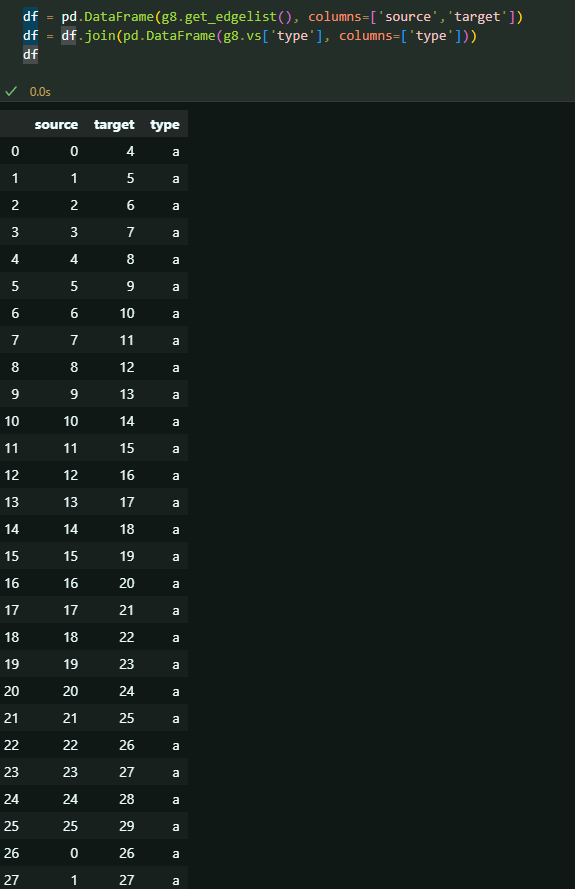 df = pd.DataFrame(g8.get_edgelist(), columns=['source','target'])
df = df.join(pd.DataFrame(g8.vs['type'], columns=['type']))
df
✓ 0.0s
source target type
0 0 4 a
1 1 5 a
2 2 6 a
3 3 7 a
4 4 8 a
5 5 9 a
6 6 10 a
7 7 11 a
8 8 12 a
9 9 13 a
10 10 14 a
11 11 15 a
12 12 16 a
13 13 17 a
14 14 18 a
15 15 19 a
16 16 20 a
17 17 21 a
18 18 22 a
19 19 23 a
20 20 24 a
21 21 25 a
22 22 26 a
23 23 27 a
24 24 28 a
25 25 29 a
26 0 26 a
27 1 27 a